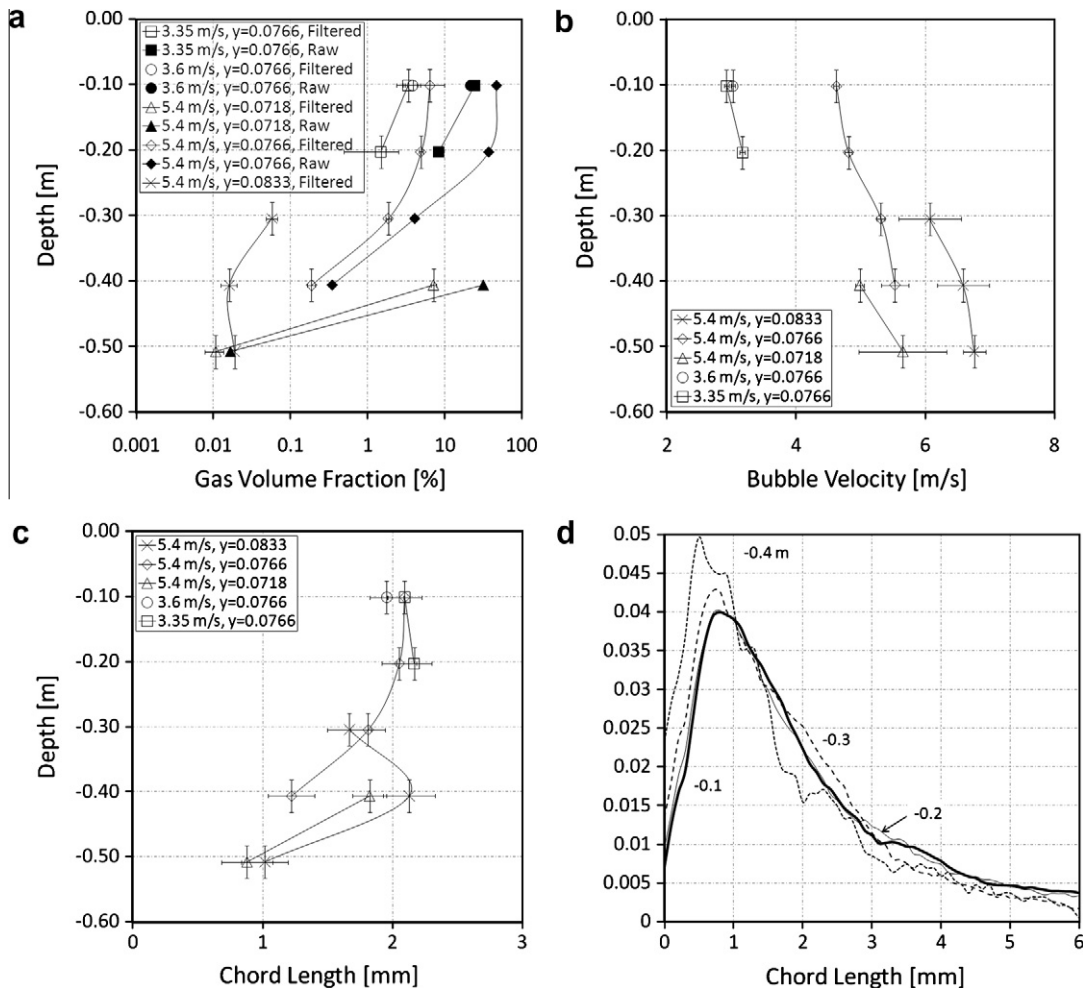 a
0.00
-0.10
-0.20
-0.30
-0.40
-0.50
-0.60
Depth [m]
3.35 m/s, y=0.0766, Filtered
3.35 m/s, y=0.0766, Raw
3.6 m/s, y=0.0766, Filtered
3.6 m/s, y=0.0766, Raw
5.4 m/s, y=0.0718, Filtered
5.4 m/s, y=0.0718, Raw
5.4 m/s, y=0.0766, Filtered
5.4 m/s, y=0.0766, Raw
5.4 m/s, y=0.0833, Filtered
0.001 0.01 0.1 1 10 100
Gas Volume Fraction [%]
b
0.00
-0.10
-0.20
-0.30
-0.40
-0.50
-0.60
Depth [m]
5.4 m/s, y=0.0833
5.4 m/s, y=0.0766
5.4 m/s, y=0.0718
3.6 m/s, y=0.0766
3.35 m/s, y=0.0766
2 4 6 8
Bubble Velocity [m/s]
c
0.00
-0.10
-0.20
-0.30
-0.40
-0.50
-0.60
Depth [m]
5.4 m/s, y=0.0833
5.4 m/s, y=0.0766
5.4 m/s, y=0.0718
3.6 m/s, y=0.0766
3.35 m/s, y=0.0766
1 2 3
Chord Length [mm]
d
0.05
0.045
0.04
0.035
0.03
0.025
0.02
0.015
0.01
0.005
0
-0.4 m
-0.3
-0.2
-0.1
0 1 2 3 4 5 6
Chord Length [mm]